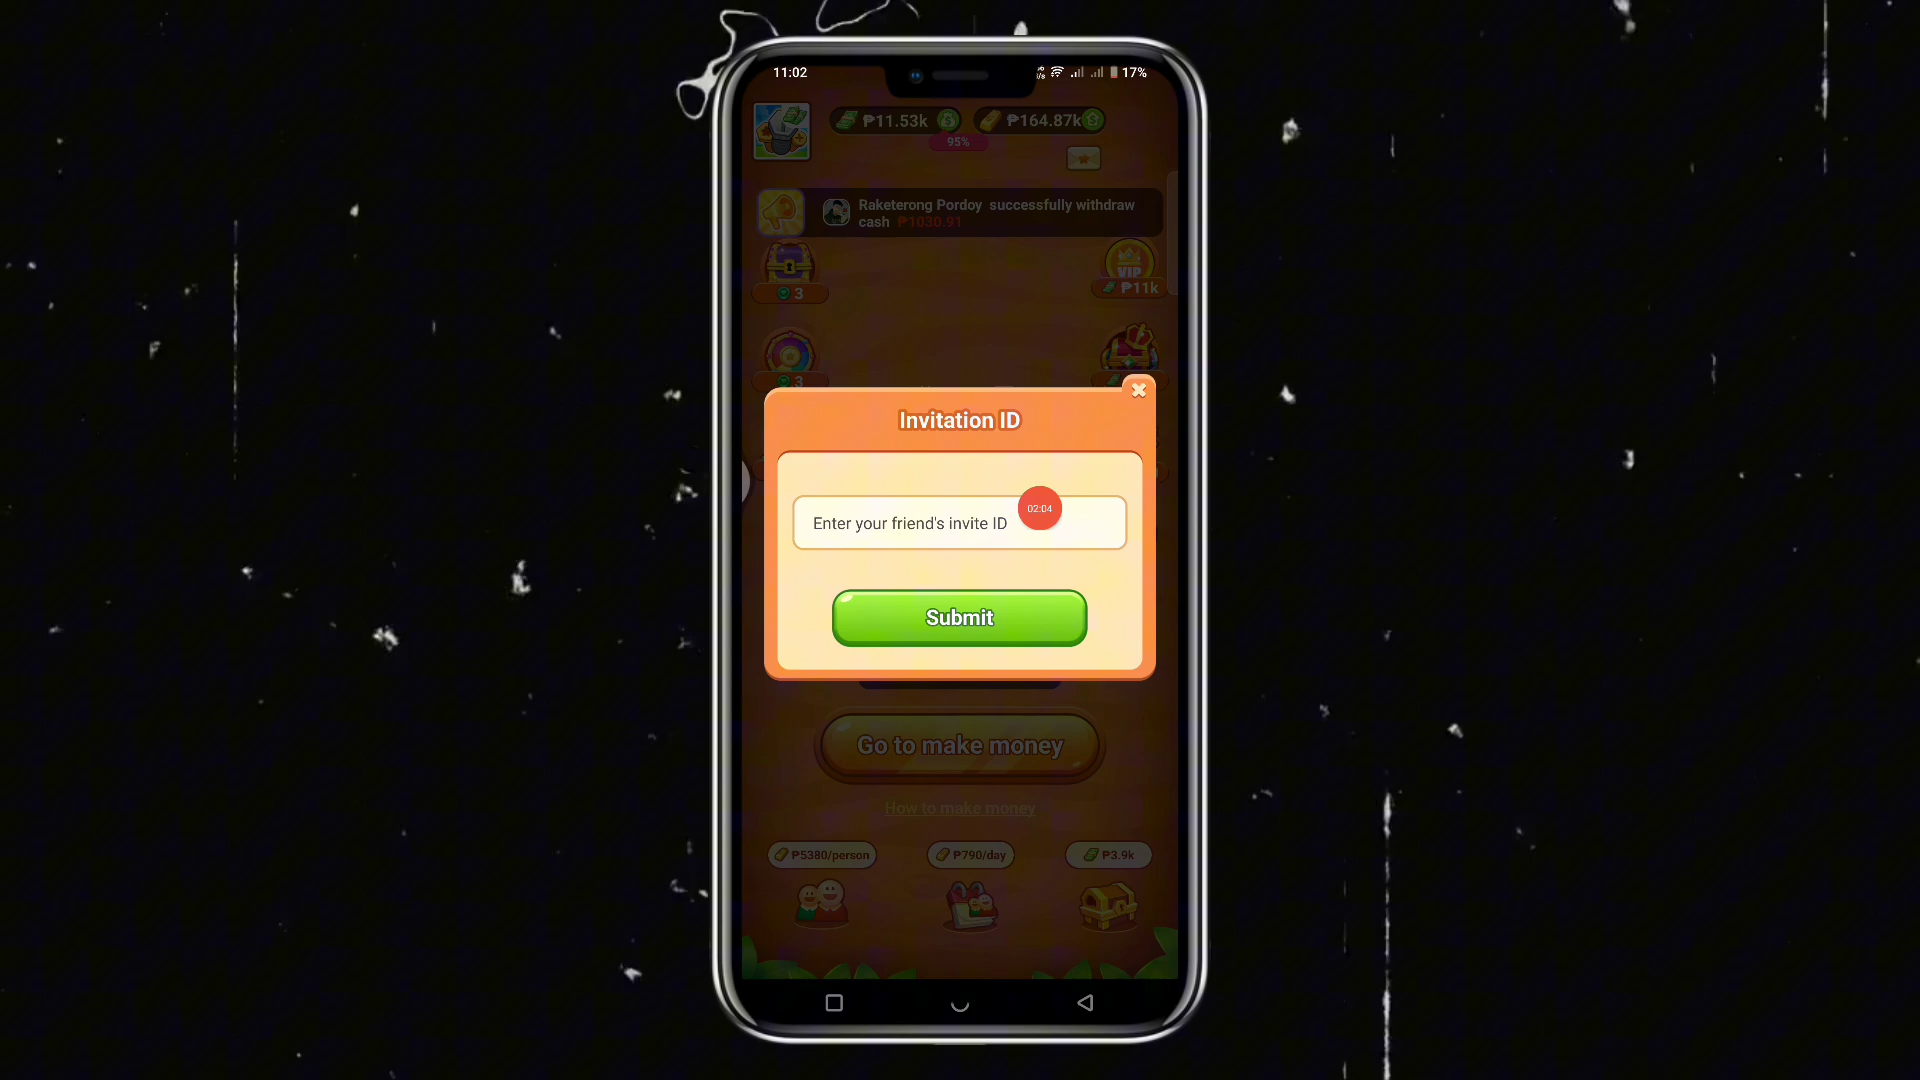 11:02
17%
₱11.53k
₱164.87k
95%
Raketerong Pordoy successfully withdraw
cash ₱1030.91
3
VIP
₱11k
3
Invitation ID
Enter your friend's invite ID
02:04
Submit
Go to make money
How to make money
₱5380/person
₱790/day
₱3.9k